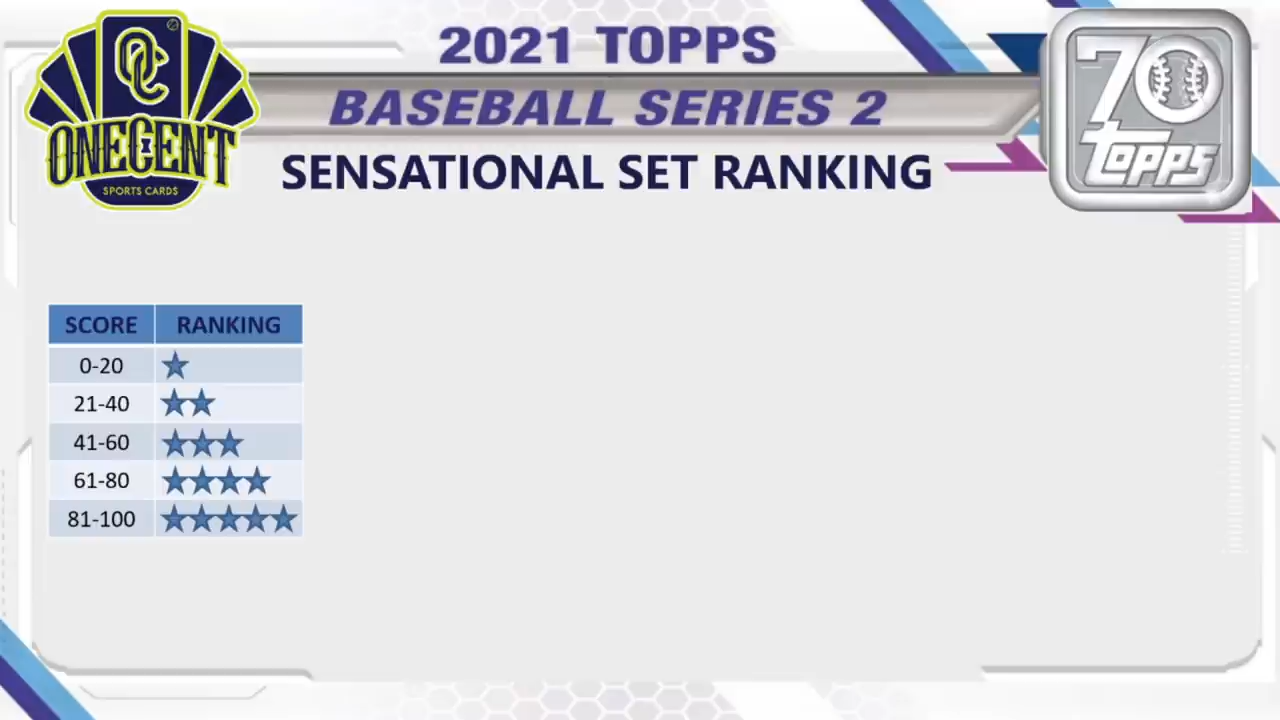 2021 TOPPS
BASEBALL SERIES 2
SENSATIONAL SET RANKING
OC
ONECENT
SPORTS CARDS
70
topps
SCORE RANKING
0-20 ★
21-40 ★★
41-60 ★★★
61-80 ★★★★
81-100 ★★★★★